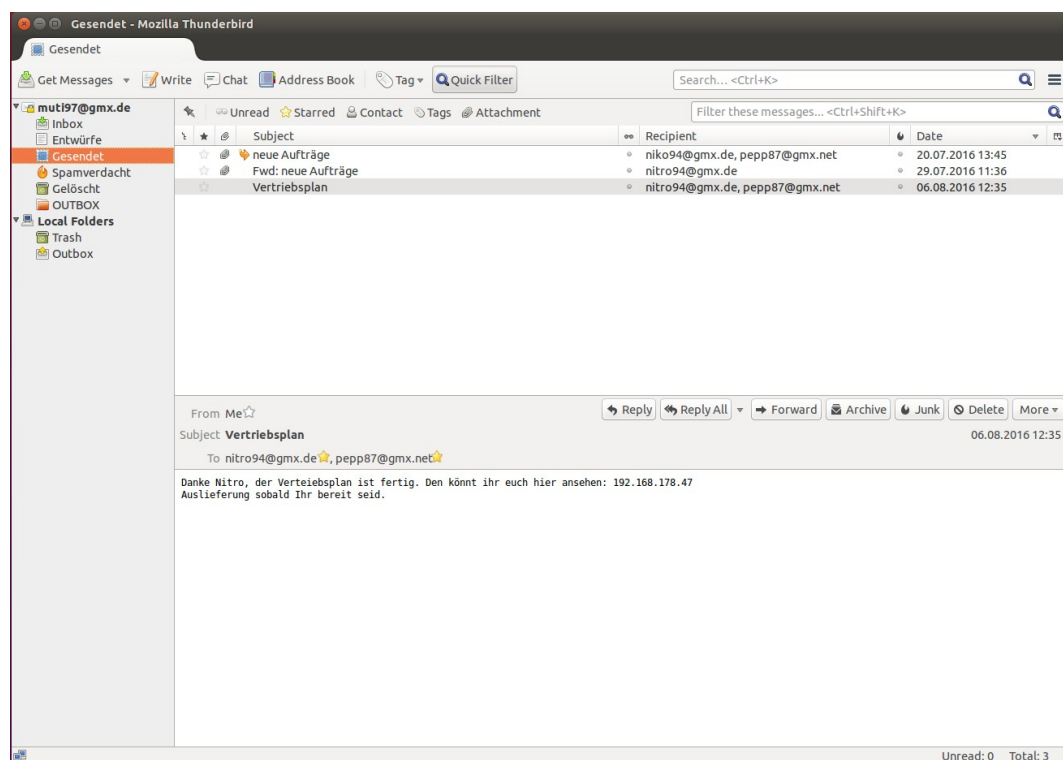 Gesendet - Mozilla Thunderbird
Gesendet
Get Messages Write Chat Address Book Tag Quick Filter Search... <Ctrl+K>
muti97@gmx.de
Inbox
Entwürfe
Gesendet
Spamverdacht
Gelöscht
OUTBOX
Local Folders
Trash
Outbox
Unread Starred Contact Tags Attachment Filter these messages... <Ctrl+Shift+K>
Subject Recipient Date
neue Aufträge niko94@gmx.de, pepp87@gmx.net 20.07.2016 13:45
Fwd: neue Aufträge nitro94@gmx.de 29.07.2016 11:36
Vertriebsplan nitro94@gmx.de, pepp87@gmx.net 06.08.2016 12:35
From Me Reply Reply All Forward Archive Junk Delete More
Subject Vertriebsplan 06.08.2016 12:35
To nitro94@gmx.de, pepp87@gmx.net
Danke Nitro, der Verteiebsplan ist fertig. Den könnt ihr euch hier ansehen: 192.168.178.47
Auslieferung sobald Ihr bereit seid.
Unread: 0 Total: 3